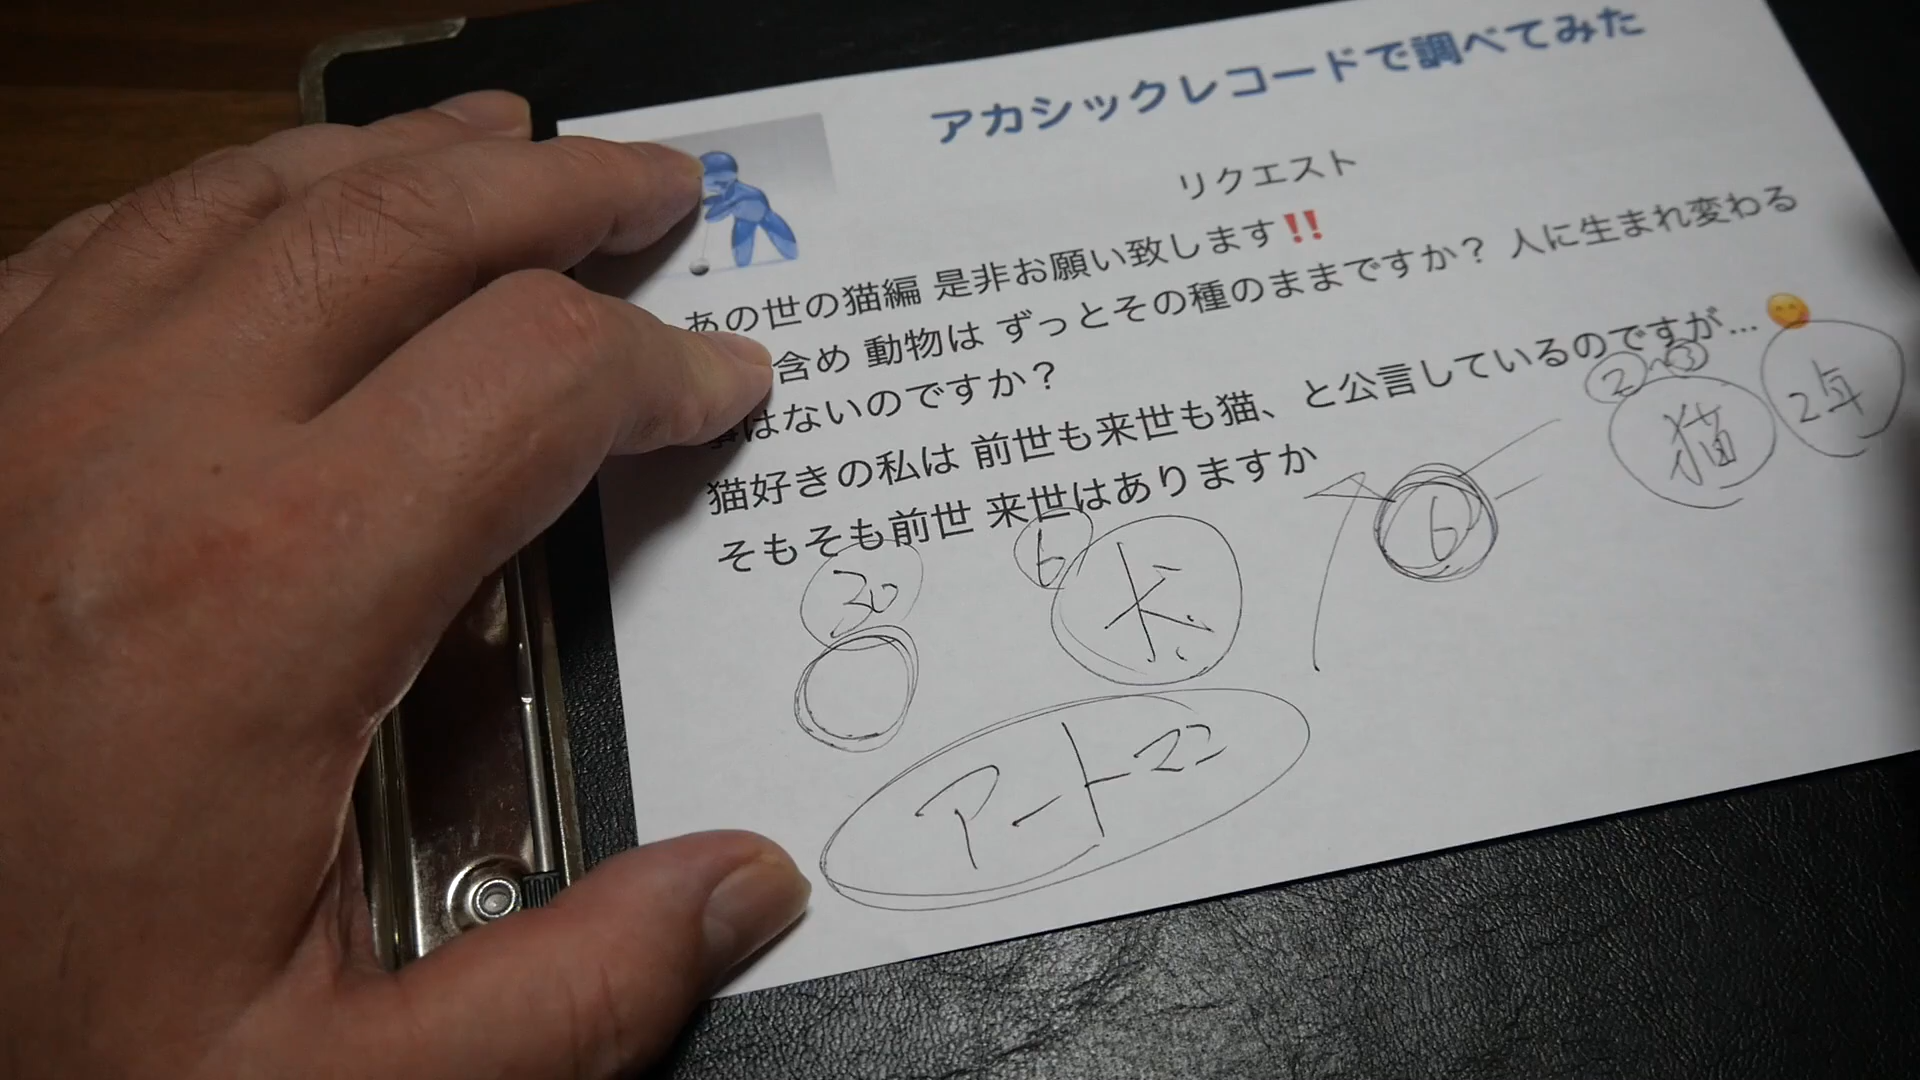 アカシックレコードで調べてみた
リクエスト
あの世の猫編 是非お願い致します‼️
含め 動物は ずっとその種のままですか? 人に生まれ変わる
事はないのですか?
猫好きの私は 前世も来世も猫、と公言しているのですが...😋
そもそも前世 来世はありますか
②~③
猫
2年
6
30
6
犬
アートマン